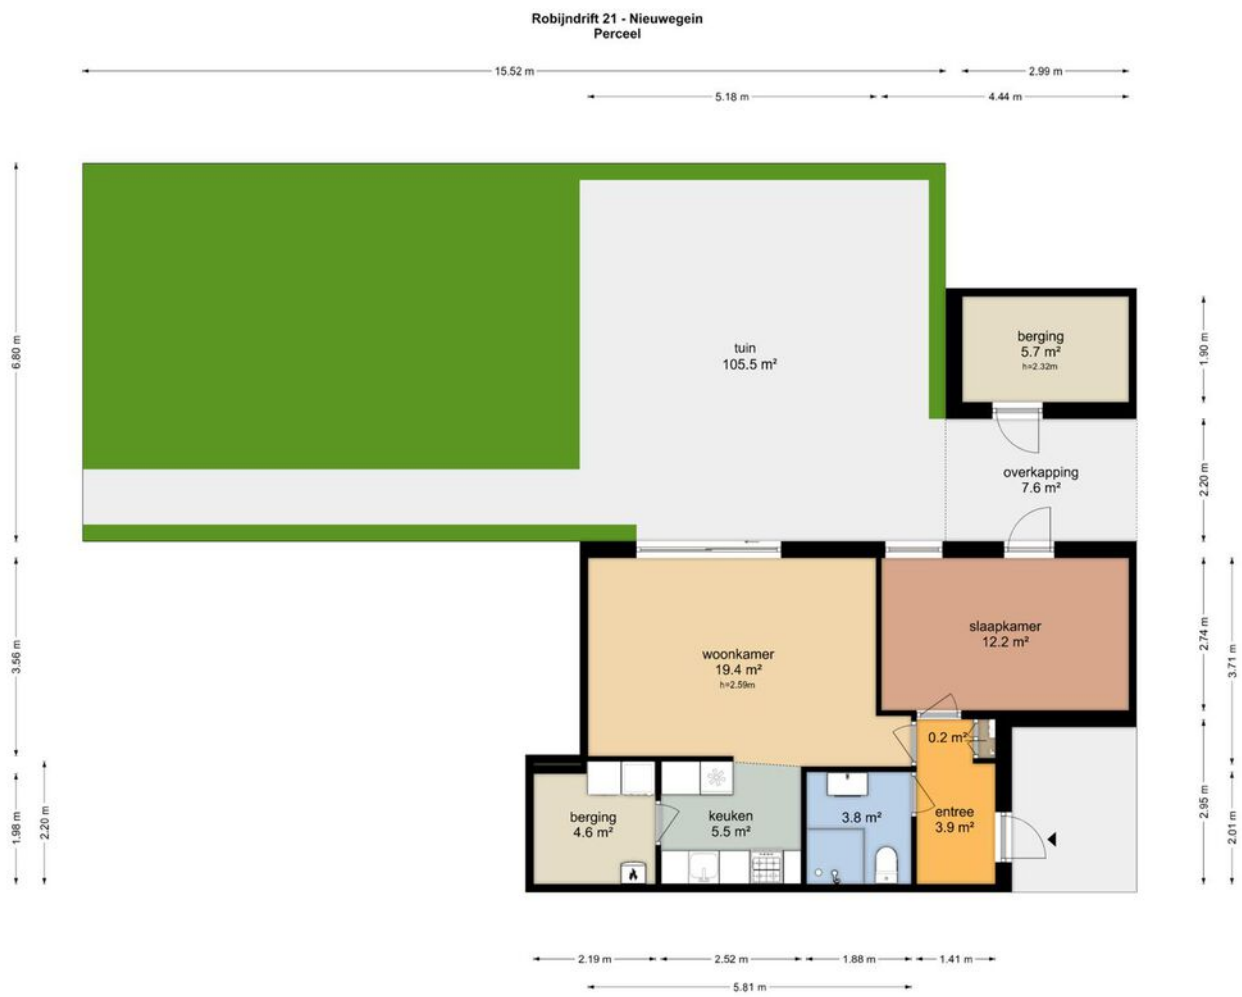 Robijndrift 21 - Nieuwegein
Perceel
15.52 m
2.99 m
5.18 m
4.44 m
6.80 m
berging
5.7 m²
h=2.32m
1.90 m
tuin
105.5 m²
overkapping
7.6 m²
2.20 m
3.56 m
woonkamer
19.4 m²
h=2.59m
slaapkamer
12.2 m²
2.74 m
3.71 m
0.2 m²
1.98 m
2.20 m
berging
4.6 m²
keuken
5.5 m²
3.8 m²
entree
3.9 m²
2.95 m
2.01 m
2.19 m
2.52 m
1.88 m
1.41 m
5.81 m